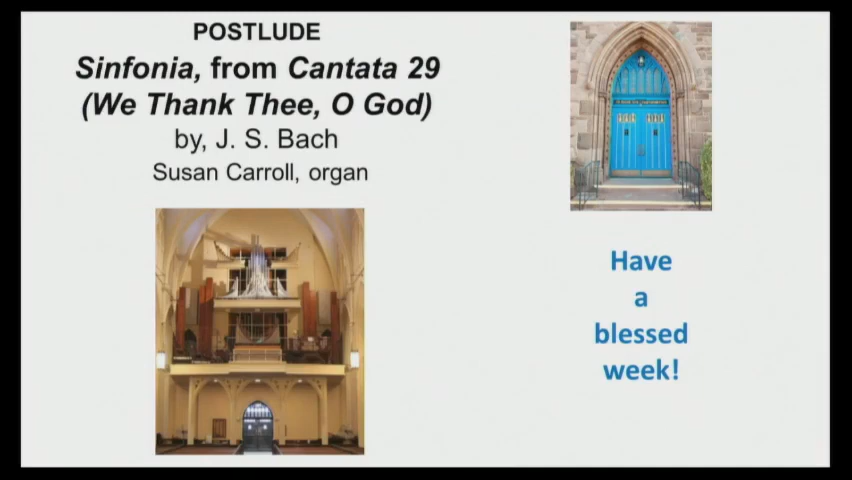 POSTLUDE
Sinfonia, from Cantata 29
(We Thank Thee, O God)
by, J. S. Bach
Susan Carroll, organ
Have
a
blessed
week!